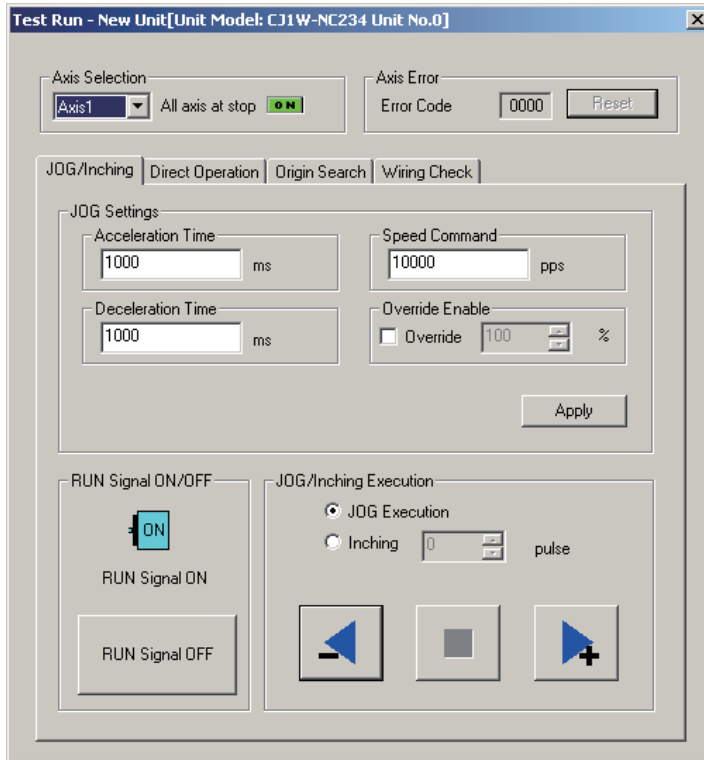 Test Run - New Unit[Unit Model: CJ1W-NC234 Unit No.0]
Axis Selection
Axis1 All axis at stop ON
Axis Error
Error Code 0000 Reset
JOG/Inching Direct Operation Origin Search Wiring Check
JOG Settings
Acceleration Time
1000 ms
Speed Command
10000 pps
Deceleration Time
1000 ms
Override Enable
Override 100 %
Apply
RUN Signal ON/OFF
ON
RUN Signal ON
RUN Signal OFF
JOG/Inching Execution
JOG Execution
Inching 0 pulse
- +